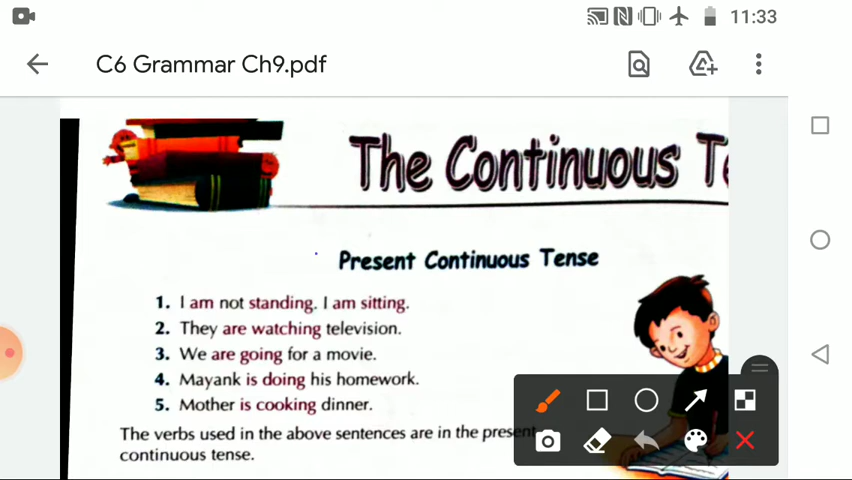 11:33
C6 Grammar Ch9.pdf
The Continuous
Present Continuous Tense
1. I am not standing. I am sitting.
2. They are watching television.
3. We are going for a movie.
4. Mayank is doing his homework.
5. Mother is cooking dinner.
The verbs used in the above sentences are in the present
continuous tense.